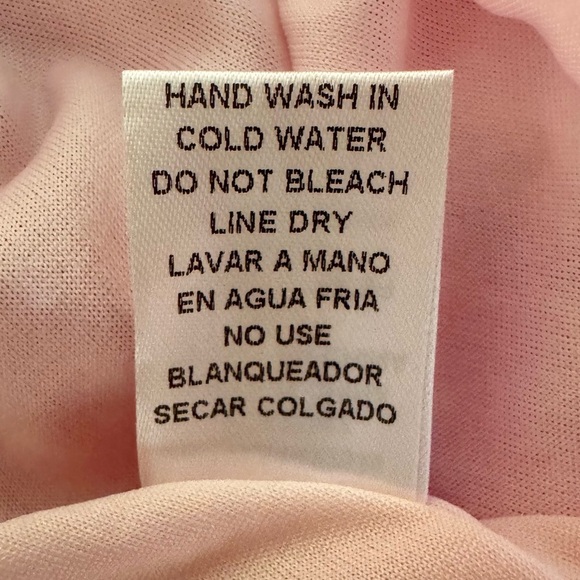 HAND WASH IN
COLD WATER
DO NOT BLEACH
LINE DRY
LAVAR A MANO
EN AGUA FRIA
NO USE
BLANQUEADOR
SECAR COLGADO